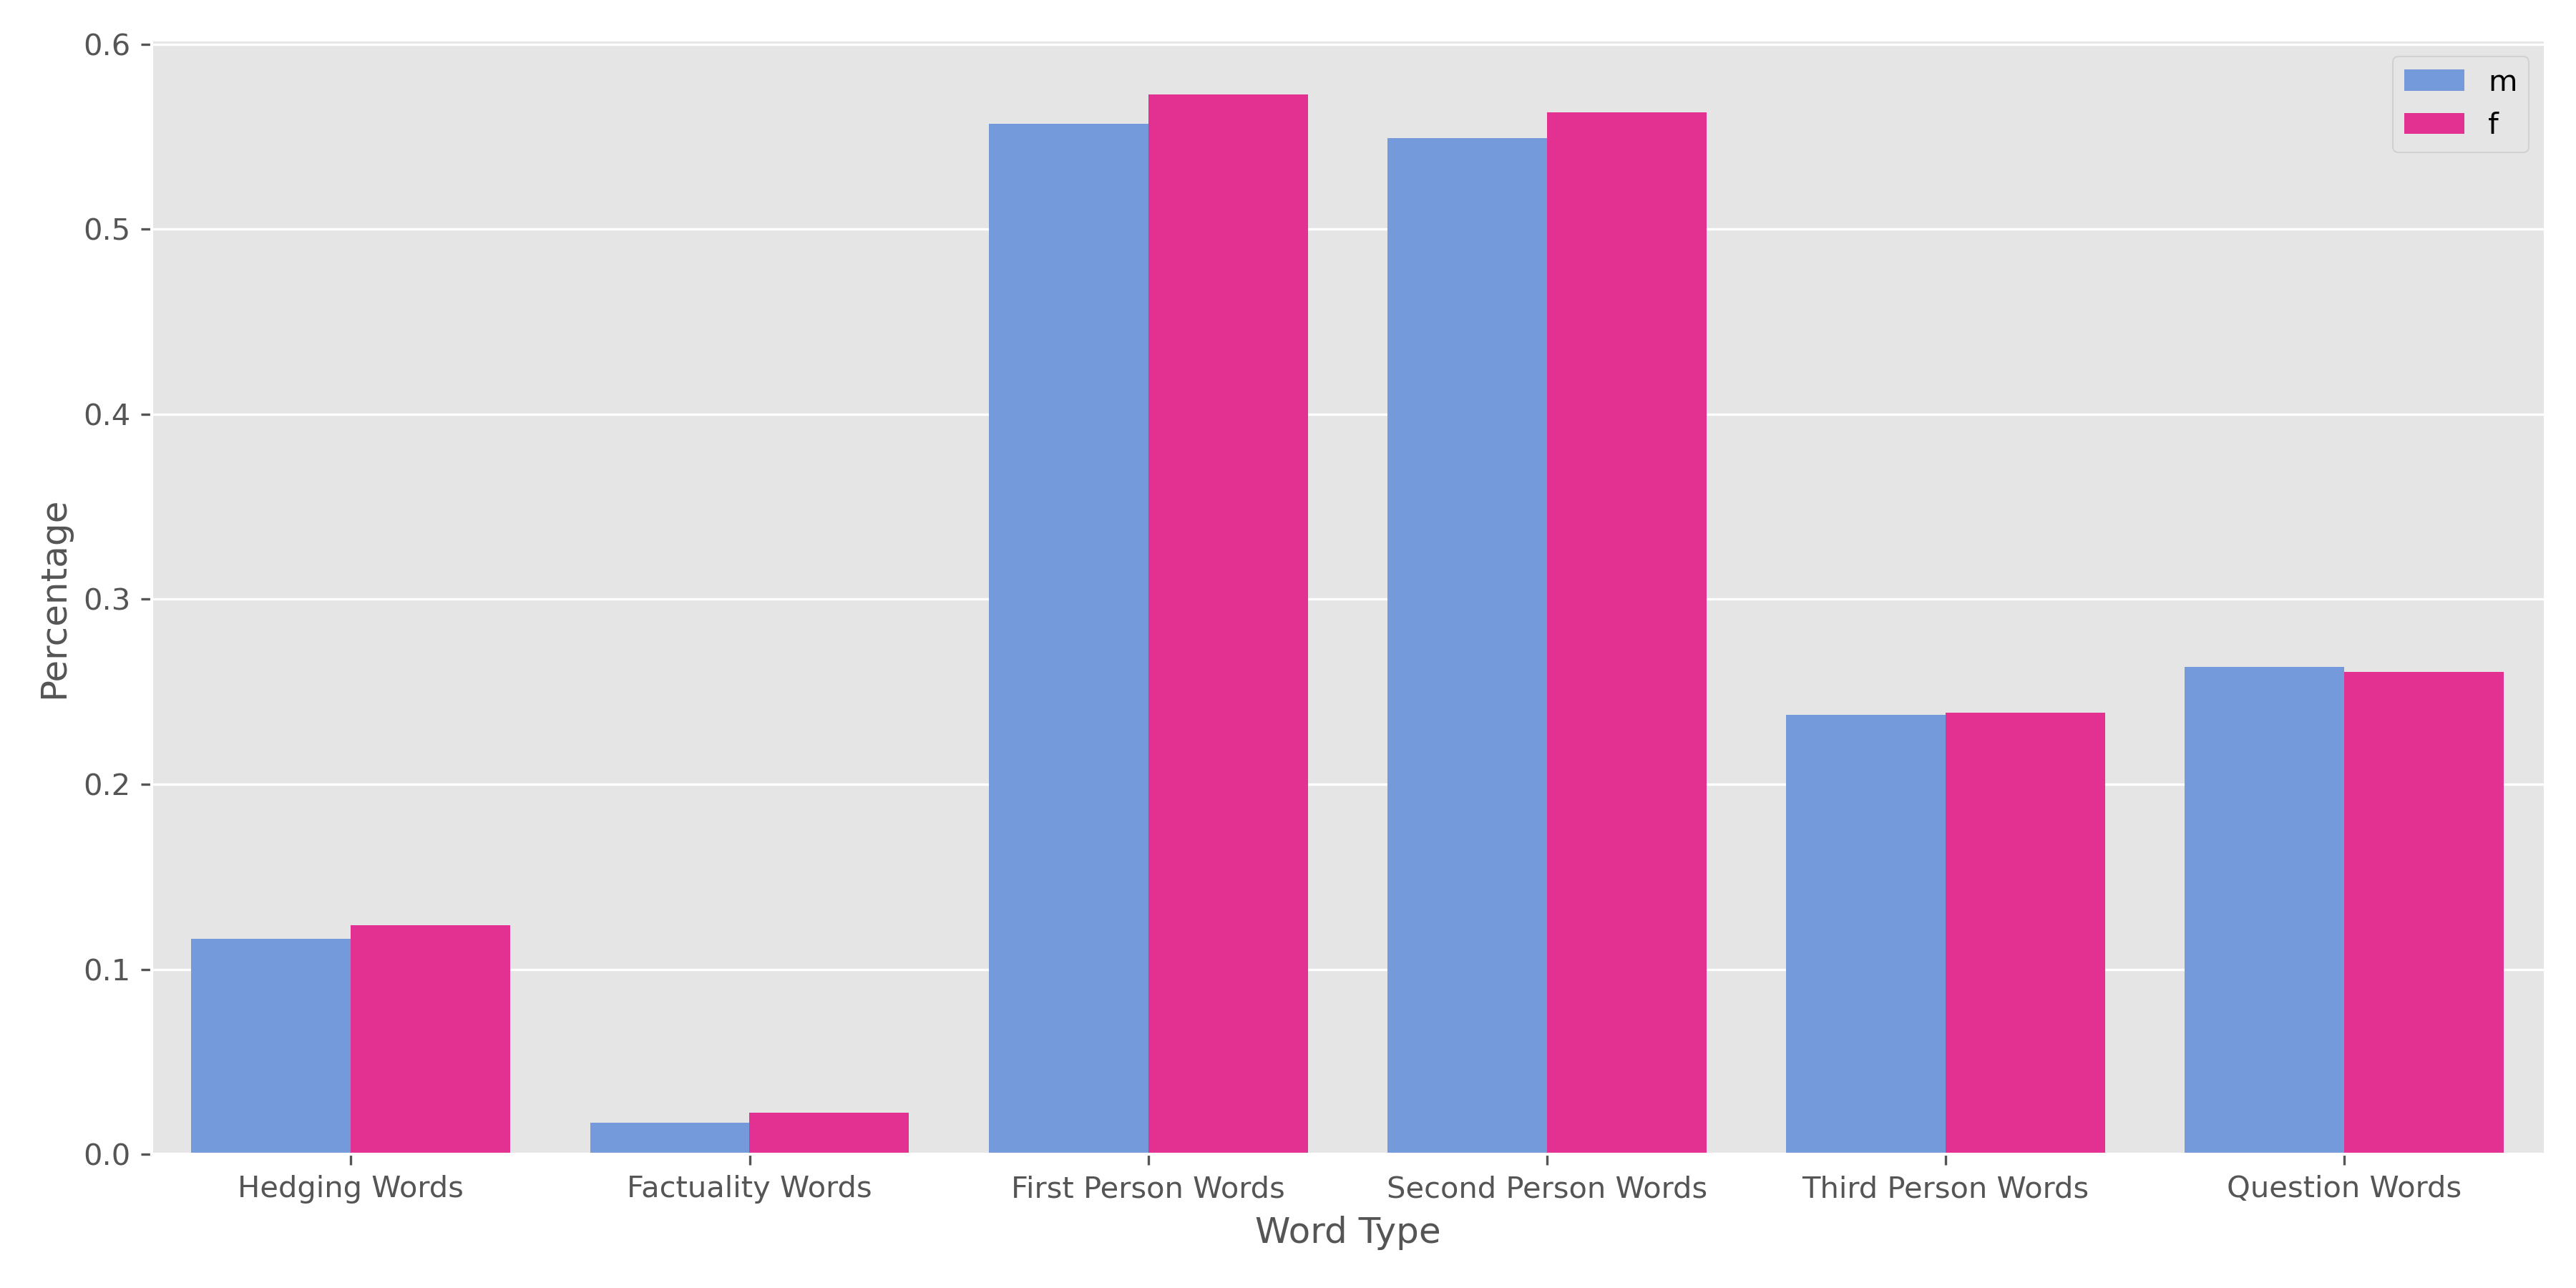 0.6
0.5
0.4
0.3
0.2
0.1
0.0
Percentage
Hedging Words
Factuality Words
First Person Words
Second Person Words
Third Person Words
Question Words
Word Type
m
f